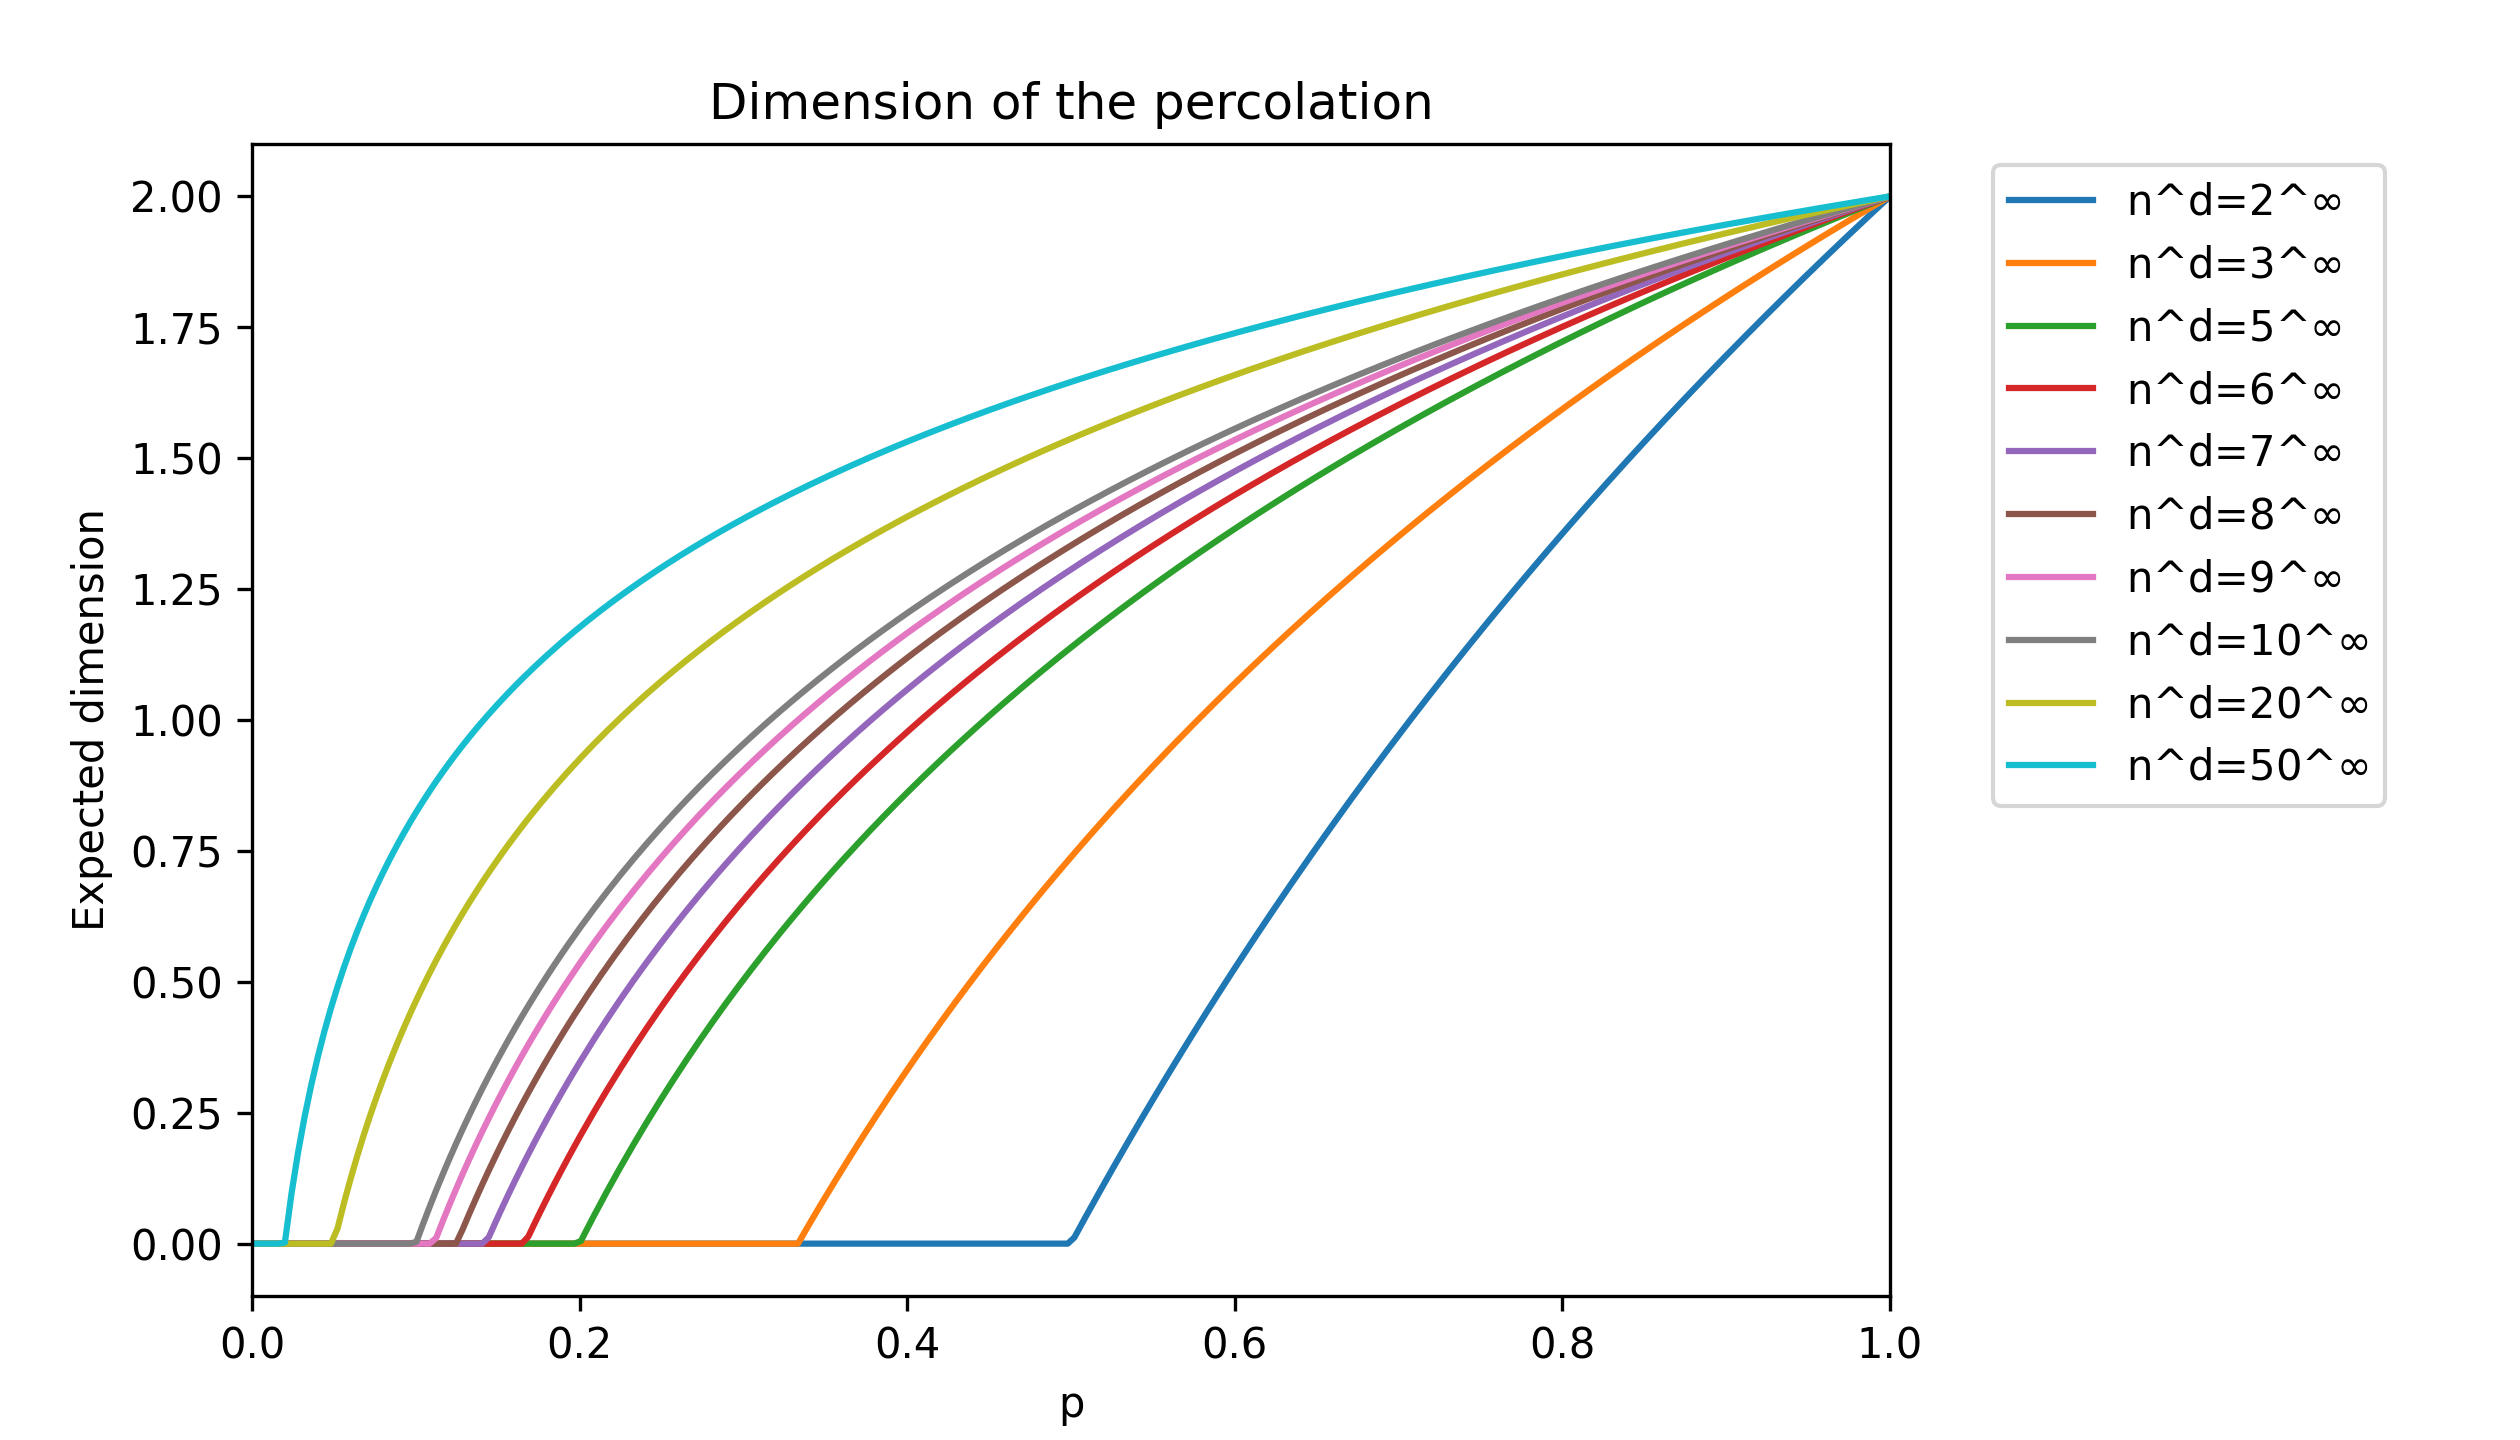 Dimension of the percolation
Expected dimension
2.00
1.75
1.50
1.25
1.00
0.75
0.50
0.25
0.00
0.0 0.2 0.4 0.6 0.8 1.0
p
n^d=2^∞
n^d=3^∞
n^d=5^∞
n^d=6^∞
n^d=7^∞
n^d=8^∞
n^d=9^∞
n^d=10^∞
n^d=20^∞
n^d=50^∞